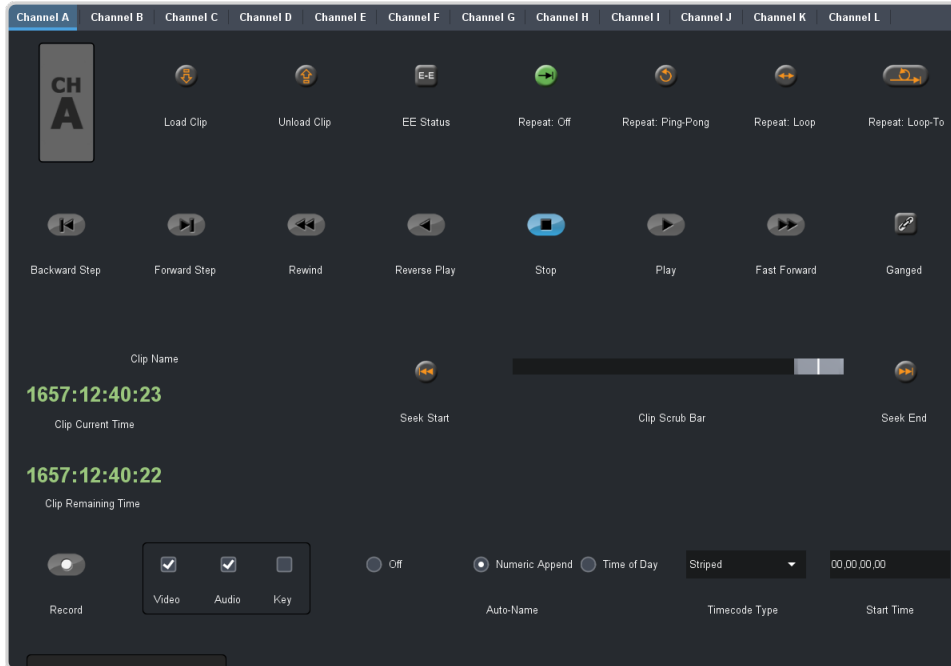 Channel A Channel B Channel C Channel D Channel E Channel F Channel G Channel H Channel I Channel J Channel K Channel L
CH
A
E-E
Load Clip Unload Clip EE Status Repeat: Off Repeat: Ping-Pong Repeat: Loop Repeat: Loop-To
Backward Step Forward Step Rewind Reverse Play Stop Play Fast Forward Ganged
Clip Name
1657:12:40:23
Clip Current Time Seek Start Clip Scrub Bar Seek End
1657:12:40:22
Clip Remaining Time
Off Numeric Append Time of Day Striped 00,00,00,00
Video Audio Key
Record Auto-Name Timecode Type Start Time